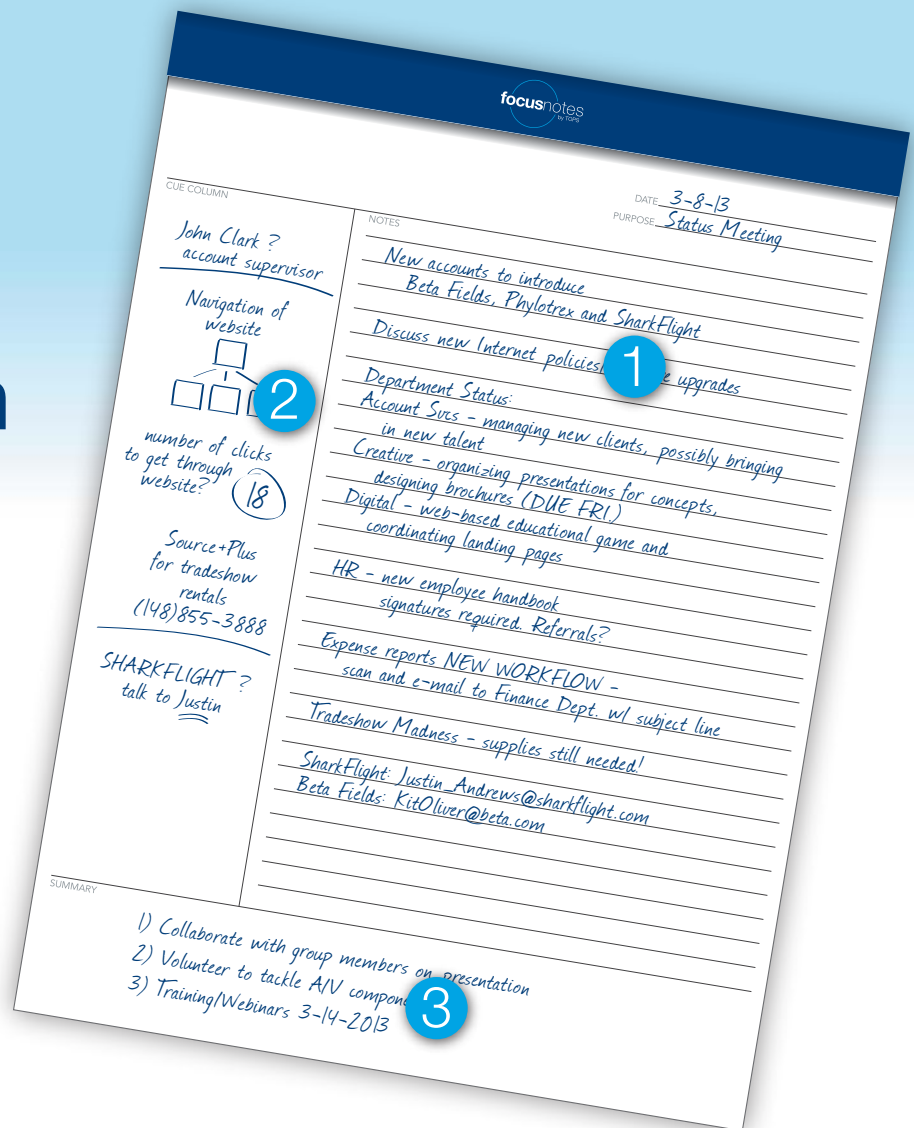 n
focusnotes
by TOPS
DATE 3-8-13
PURPOSE Status Meeting
CUE COLUMN
John Clark ?
account supervisor
Navigation of
website
2
number of clicks
to get through
website?
18
Source+Plus
for tradeshow
rentals
(148)855-3888
SHARKFLIGHT ?
talk to Justin
NOTES
New accounts to introduce
Beta Fields, Phylotrex and SharkFlight
Discuss new Internet policies
1
upgrades
Department Status:
Account Svcs - managing new clients, possibly bringing
in new talent
Creative - organizing presentations for concepts,
designing brochures (DUE FRI.)
Digital - web-based educational game and
coordinating landing pages
HR - new employee handbook
signatures required. Referrals?
Expense reports NEW WORKFLOW -
scan and e-mail to Finance Dept. w/ subject line
Tradeshow Madness - supplies still needed!
SharkFlight: Justin_Andrews@sharkflight.com
Beta Fields: KitOliver@beta.com
SUMMARY
1) Collaborate with group members on presentation
2) Volunteer to tackle A/V
3) Training/Webinars 3-14-2013
3